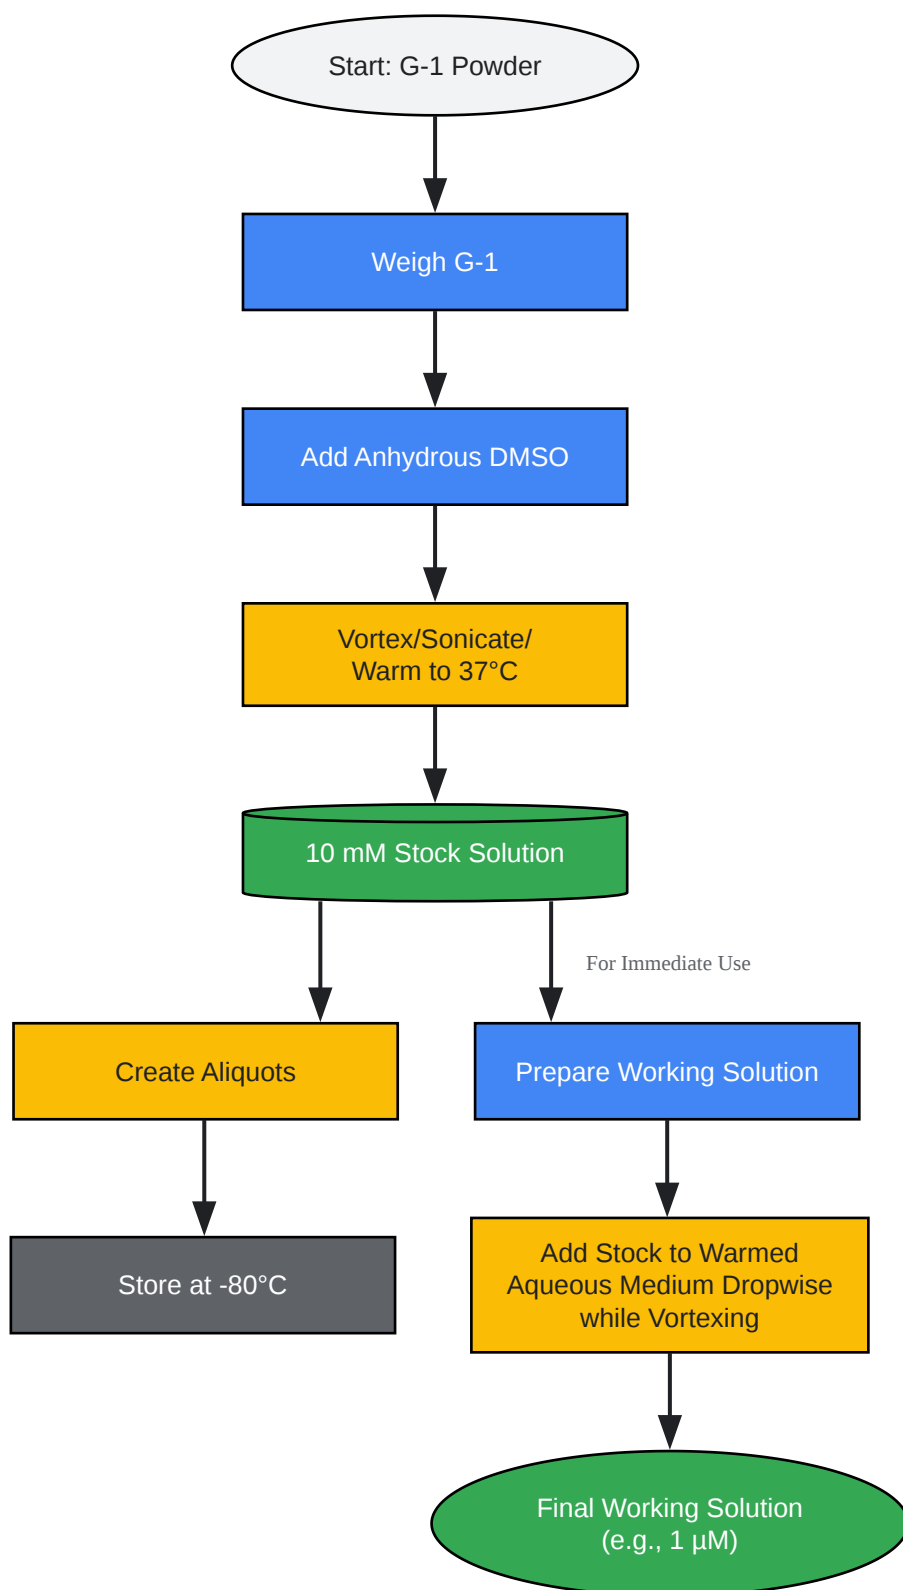 Start: G-1 Powder
Weigh G-1
Add Anhydrous DMSO
Vortex/Sonicate/
Warm to 37°C
10 mM Stock Solution
For Immediate Use
Create Aliquots
Prepare Working Solution
Store at -80°C
Add Stock to Warmed
Aqueous Medium Dropwise
while Vortexing
Final Working Solution
(e.g., 1 µM)